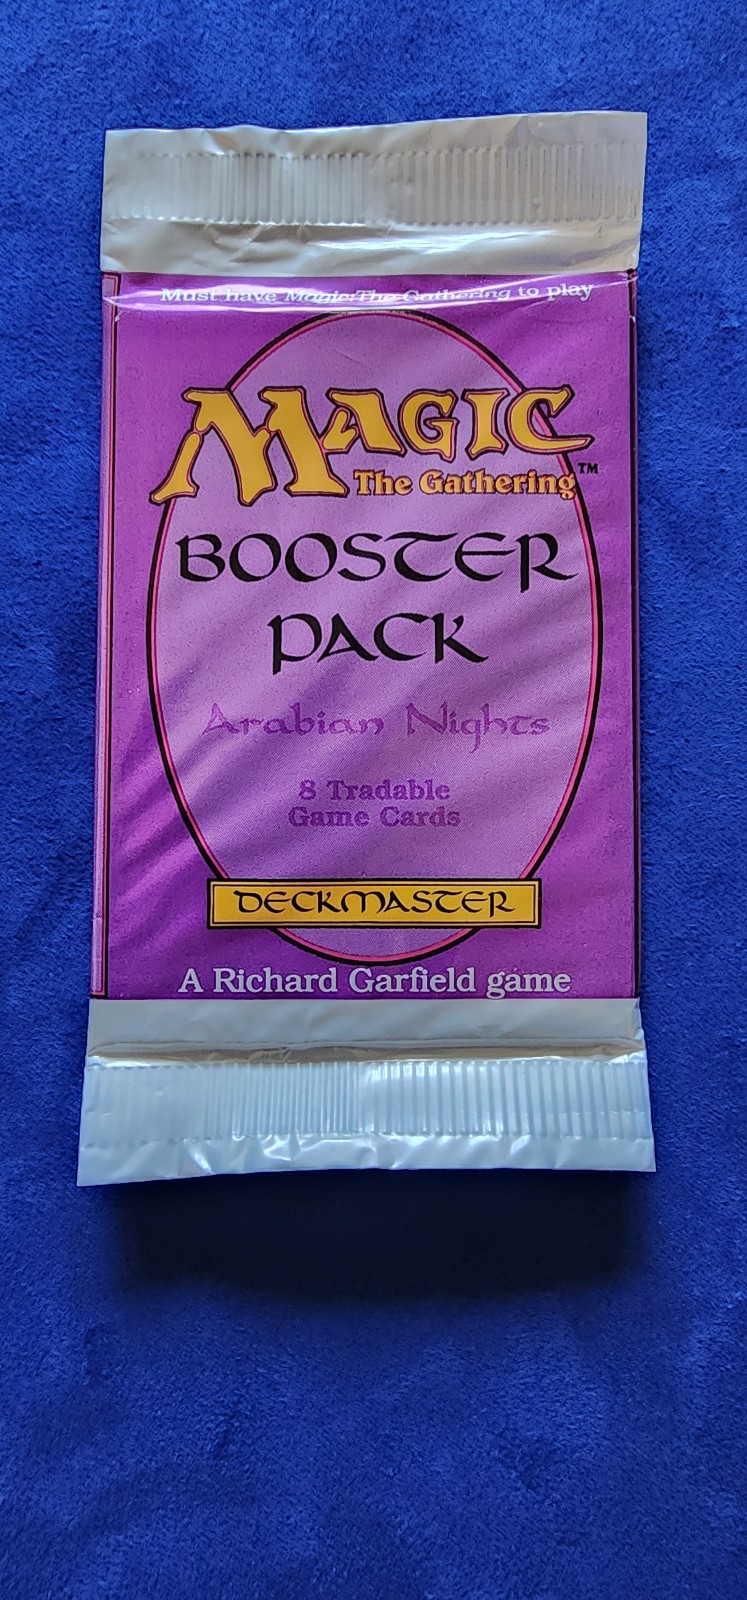 Must have Magic:The Gathering to play
MAGIC
The Gathering™
BOOSTER
PACK
Arabian Nights
8 Tradable
Game Cards
DECKMASTER
A Richard Garfield game